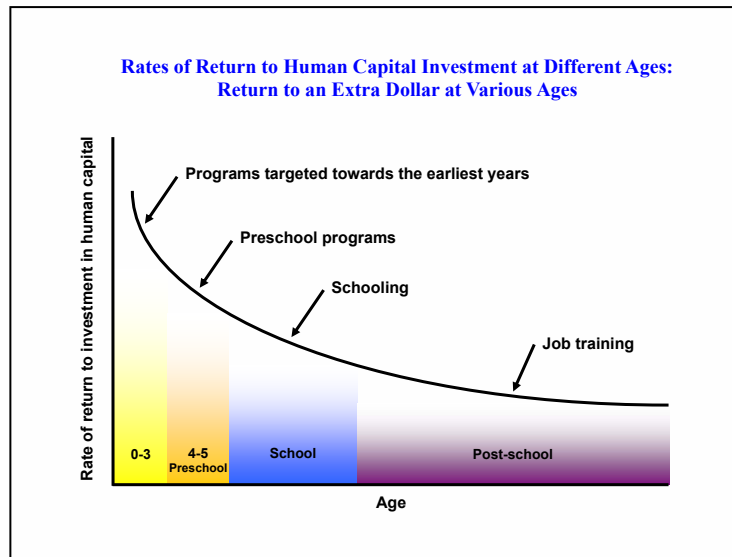 Rates of Return to Human Capital Investment at Different Ages:
Return to an Extra Dollar at Various Ages
Rate of return to investment in human capital
Programs targeted towards the earliest years
Preschool programs
Schooling
Job training
0-3
4-5
Preschool
School
Post-school
Age